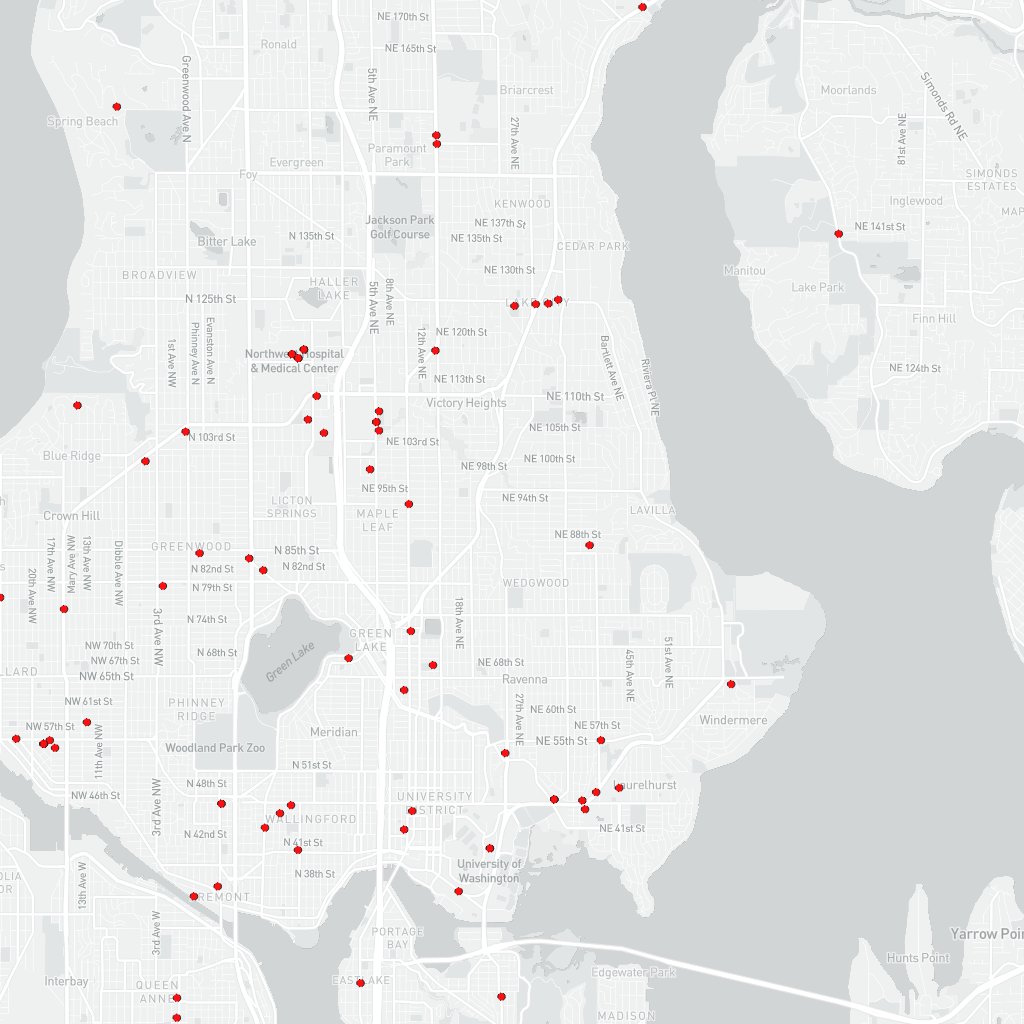 NE 170th St
Ronald
NE 165th St
Greenwood Ave N
5th Ave NE
Briarcrest
Moorlands
Simonds Rd NE
Spring Beach
27th Ave NE
81st Ave NE
Paramount
Park
Evergreen
Foy
SIMONDS
ESTATES
KENWOOD
Inglewood
Jackson Park
Golf Course
NE 137th St
N 135th St
NE 135th St
NE 141st St
Bitter Lake
CEDAR PARK
BROADVIEW
HALLER
LAKE
NE 130th St
Manitou
Lake Park
8th Ave NE
5th Ave NE
N 125th St
Finn Hill
Evanston Ave N
Phinney Ave N
1st Ave NW
12th Ave NE
NE 120th St
Northwest Hospital
& Medical Center
Bartlett Ave NE
Riviera Pl NE
NE 124th St
NE 113th St
NE 110th St
Victory Heights
N 103rd St
NE 103rd St
NE 105th St
Blue Ridge
NE 98th St
NE 100th St
NE 95th St
NE 94th St
Crown Hill
LICTON
SPRINGS
MAPLE
LEAF
LAVILLA
NE 88th St
GREENWOOD
N 85th St
17th Ave NW
Mary Ave NW
13th Ave NW
Dibble Ave NW
20th Ave NW
N 82nd St
N 82nd St
N 79th St
WEDGWOOD
3rd Ave NW
N 74th St
18th Ave NE
GREEN
LAKE
Green Lake
NW 70th St
NW 67th St
NW 65th St
N 68th St
NE 68th St
Ravenna
45th Ave NE
51st Ave NE
NW 61st St
PHINNEY
RIDGE
27th Ave NE
NE 60th St
Windermere
NW 57th St
11th Ave NW
NE 57th St
Meridian
NE 55th St
Woodland Park Zoo
N 51st St
N 48th St
Laurelhurst
NW 46th St
3rd Ave NW
UNIVERSITY
DISTRICT
WALLINGFORD
N 42nd St
NE 41st St
N 41st St
University of
Washington
N 38th St
13th Ave W
3rd Ave W
PORTAGE
BAY
Yarrow Poin
Hunts Point
Interbay
QUEEN
ANNE
EASTLAKE
Edgewater Park
MADISON